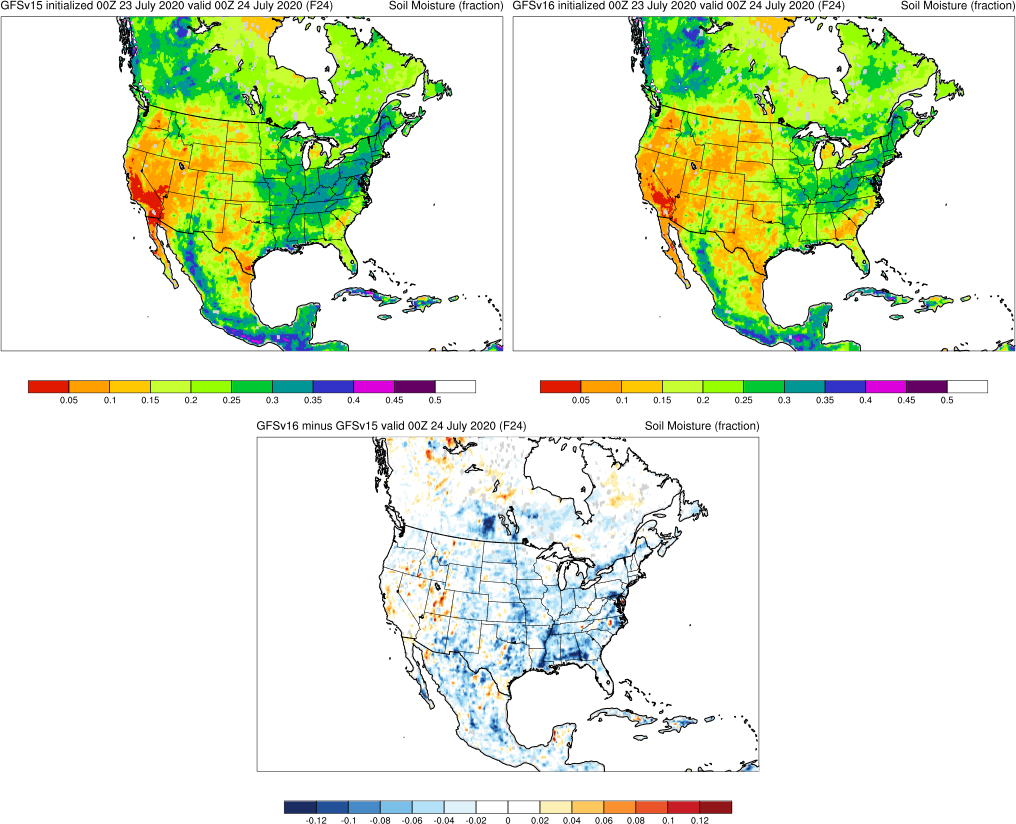 GFSv15 initialized 00Z 23 July 2020 valid 00Z 24 July 2020 (F24) Soil Moisture (fraction)
GFSv16 initialized 00Z 23 July 2020 valid 00Z 24 July 2020 (F24) Soil Moisture (fraction)
0.05 0.1 0.15 0.2 0.25 0.3 0.35 0.4 0.45 0.5
0.05 0.1 0.15 0.2 0.25 0.3 0.35 0.4 0.45 0.5
GFSv16 minus GFSv15 valid 00Z 24 July 2020 (F24) Soil Moisture (fraction)
-0.12 -0.1 -0.08 -0.06 -0.04 -0.02 0 0.02 0.04 0.06 0.08 0.1 0.12